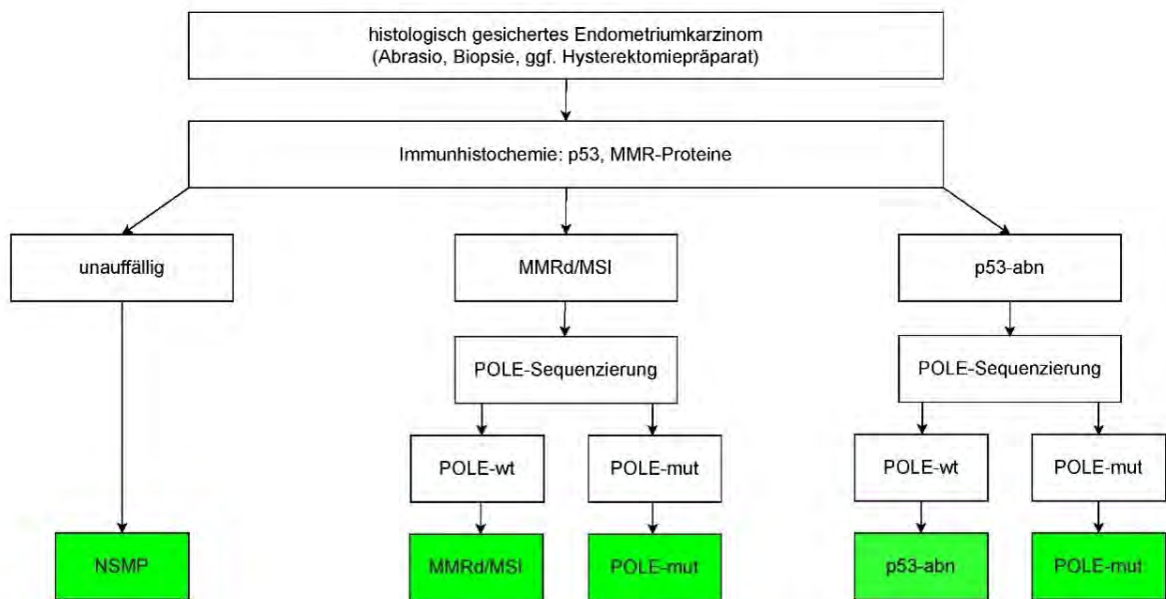 histologisch gesichertes Endometriumkarzinom
(Abrasio, Biopsie, ggf. Hysterektomiepräparat)
Immunhistochemie: p53, MMR-Proteine
unauffällig
MMRd/MSI
p53-abn
POLE-Sequenzierung
POLE-Sequenzierung
POLE-wt
POLE-mut
POLE-wt
POLE-mut
NSMP
MMRd/MSI
POLE-mut
p53-abn
POLE-mut